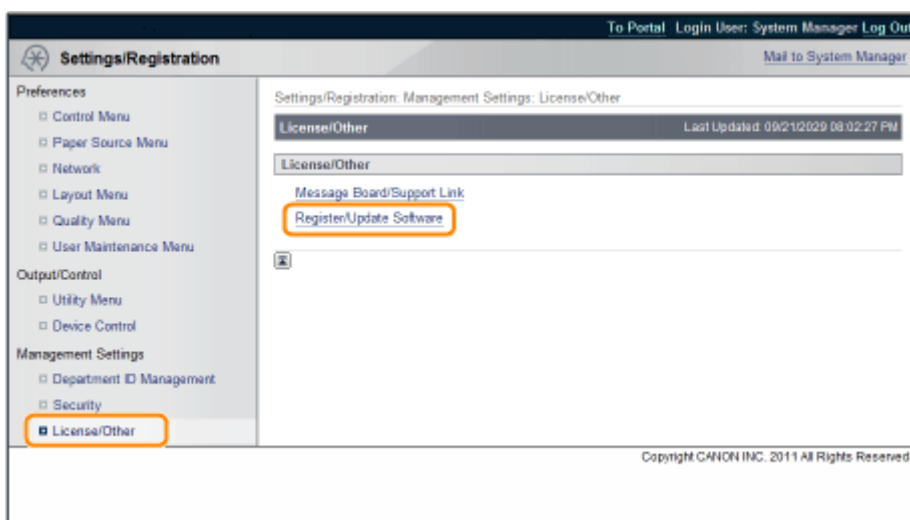 To Portal Login User: System Manager Log Out
Settings/Registration
Mail to System Manager
Preferences
Control Menu
Paper Source Menu
Network
Layout Menu
Quality Menu
User Maintenance Menu
Output/Control
Utility Menu
Device Control
Management Settings
Department ID Management
Security
License/Other
Settings/Registration: Management Settings: License/Other
License/Other
Last Updated: 09/21/2029 08:02:27 PM
License/Other
Message Board/Support Link
Register/Update Software
Copyright CANON INC. 2011 All Rights Reserved